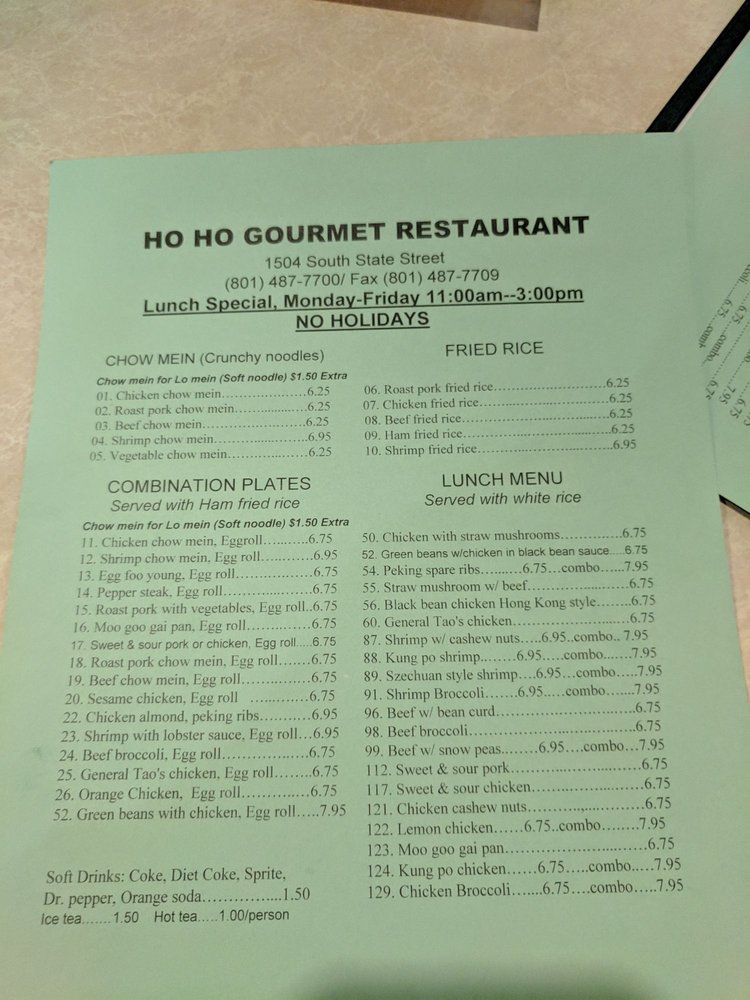 HO HO GOURMET RESTAURANT
1504 South State Street
(801) 487-7700/ Fax (801) 487-7709
Lunch Special, Monday-Friday 11:00am--3:00pm
NO HOLIDAYS
CHOW MEIN (Crunchy noodles)
Chow mein for Lo mein (Soft noodle) $1.50 Extra
01. Chicken chow mein....................6.25
02. Roast pork chow mein.................6.25
03. Beef chow mein.......................6.25
04. Shrimp chow mein.....................6.95
05. Vegetable chow mein..................6.25
FRIED RICE
06. Roast pork fried rice..........................6.25
07. Chicken fried rice.............................6.25
08. Beef fried rice................................6.25
09. Ham fried rice.................................6.25
10. Shrimp fried rice..............................6.95
COMBINATION PLATES
Served with Ham fried rice
Chow mein for Lo mein (Soft noodle) $1.50 Extra
11. Chicken chow mein, Eggroll..........6.75
12. Shrimp chow mein, Egg roll..........6.95
13. Egg foo young, Egg roll.............6.75
14. Pepper steak, Egg roll..............6.75
15. Roast pork with vegetables, Egg roll..6.75
16. Moo goo gai pan, Egg roll...........6.75
17. Sweet & sour pork or chicken, Egg roll.....6.75
18. Roast pork chow mein, Egg roll.......6.75
19. Beef chow mein, Egg roll............6.75
20. Sesame chicken, Egg roll ...........6.75
22. Chicken almond, peking ribs.........6.95
23. Shrimp with lobster sauce, Egg roll...6.95
24. Beef broccoli, Egg roll.............6.75
25. General Tao's chicken, Egg roll......6.75
26. Orange Chicken, Egg roll............6.75
52. Green beans with chicken, Egg roll.....7.95
LUNCH MENU
Served with white rice
50. Chicken with straw mushrooms.............6.75
52. Green beans w/chicken in black bean sauce.....6.75
54. Peking spare ribs......6.75...combo......7.95
55. Straw mushroom w/ beef...................6.75
56. Black bean chicken Hong Kong style........6.75
60. General Tao's chicken....................6.75
87. Shrimp w/ cashew nuts.....6.95..combo.. 7.95
88. Kung po shrimp........6.95.....combo.....7.95
89. Szechuan style shrimp....6.95...combo.....7.95
91. Shrimp Broccoli.......6.95.....combo......7.95
96. Beef w/ bean curd........................6.75
98. Beef broccoli............................6.75
99. Beef w/ snow peas........6.95....combo...7.95
112. Sweet & sour pork.......................6.75
117. Sweet & sour chicken....................6.75
121. Chicken cashew nuts.....................6.75
122. Lemon chicken......6.75..combo........7.95
123. Moo goo gai pan.........................6.75
124. Kung po chicken......6.75.....combo.....7.95
129. Chicken Broccoli......6.75....combo.....7.95
Soft Drinks: Coke, Diet Coke, Sprite,
Dr. pepper, Orange soda................1.50
Ice tea.......1.50 Hot tea.....1.00/person